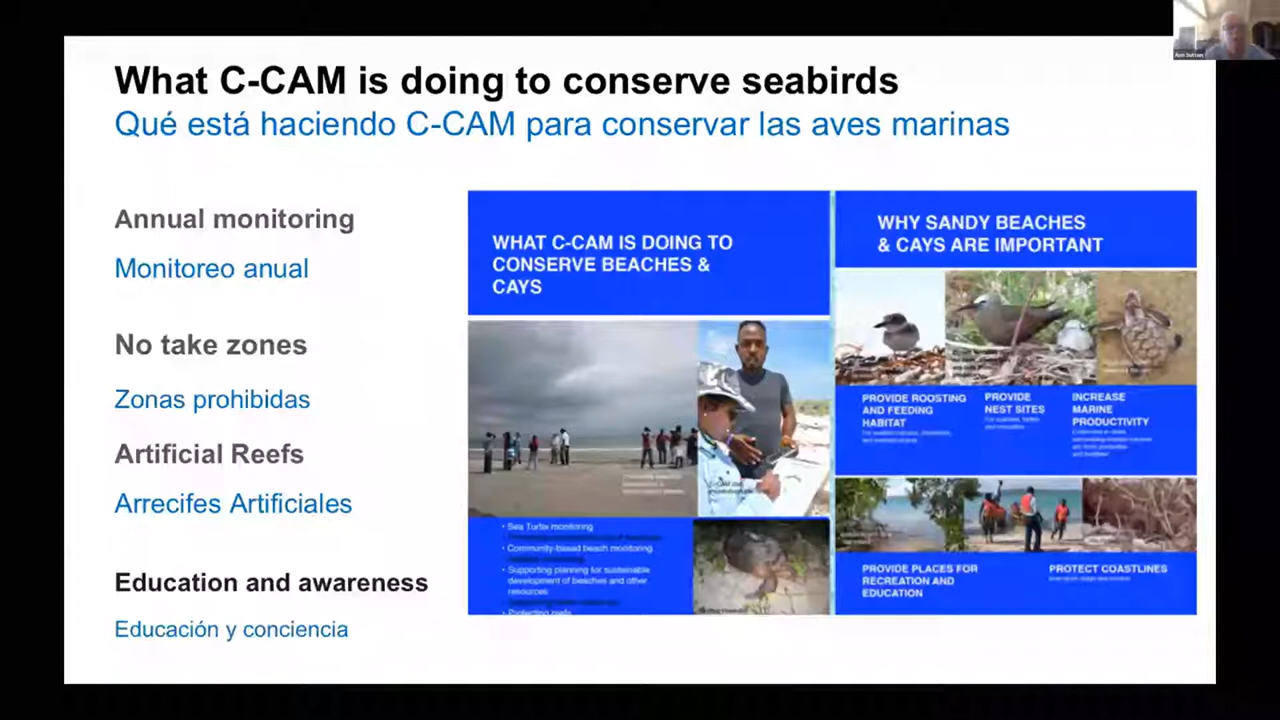 What C-CAM is doing to conserve seabirds
Qué está haciendo C-CAM para conservar las aves marinas
Annual monitoring
Monitoreo anual
No take zones
Zonas prohibidas
Artificial Reefs
Arrecifes Artificiales
Education and awareness
Educación y conciencia
WHAT C-CAM IS DOING TO
CONSERVE BEACHES &
CAYS
• Sea Turtle monitoring
• Community-based beach monitoring
• Supporting planning for sustainable
development of beaches and other
resources
• Protecting reefs
WHY SANDY BEACHES
& CAYS ARE IMPORTANT
PROVIDE ROOSTING
AND FEEDING
HABITAT
PROVIDE
NEST SITES
INCREASE
MARINE
PRODUCTIVITY
PROVIDE PLACES FOR
RECREATION AND
EDUCATION
PROTECT COASTLINES